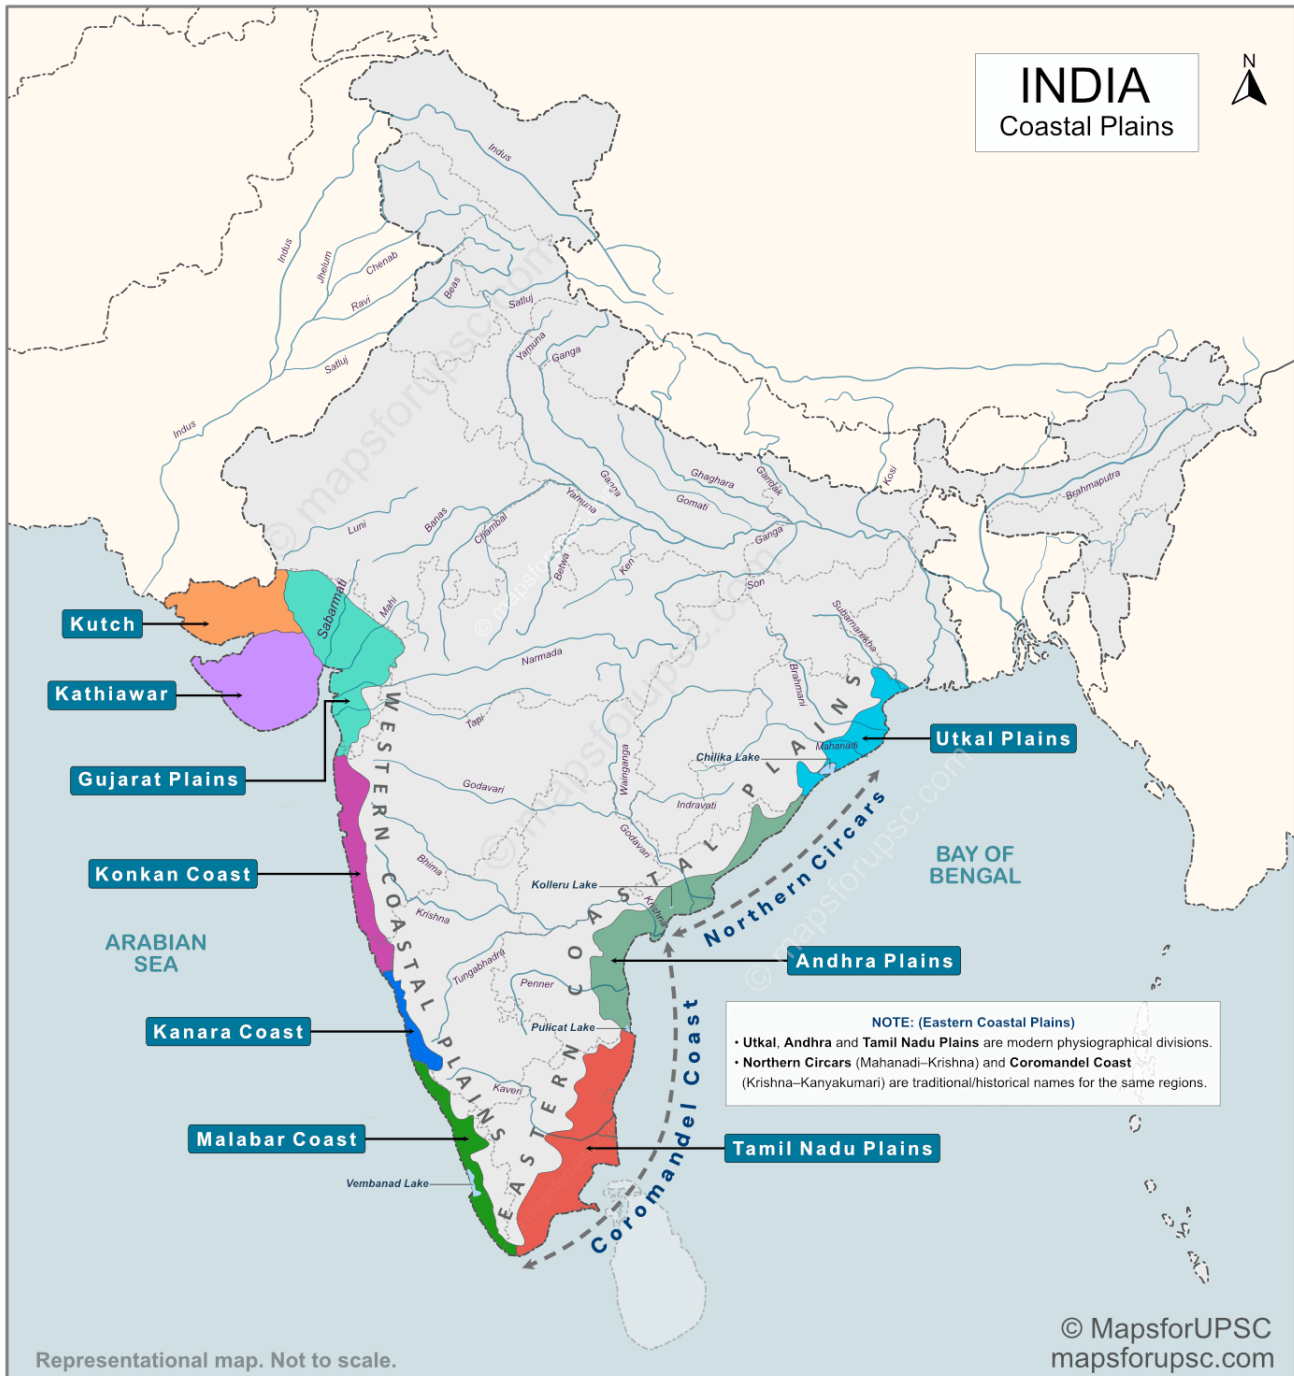 INDIA
Coastal Plains
N
Indus
Indus
Jhelum
Chenab
Ravi
Beas
Satluj
Satluj
Indus
Yamuna
Ganga
Ghaghara
Gandak
Gomati
Kosi
Brahmaputra
Luni
Banas
Chambal
Yamuna
Ganga
Ganga
Betwa
Ken
Son
Sabarmati
Mahi
Narmada
Tapi
Subarnarekha
Brahmani
Mahanadi
Chilika Lake
Wainganga
Godavari
Indravati
Godavari
Bhima
Krishna
Kolleru Lake
Krishna
Tungabhadra
Penner
Pulicat Lake
Kaveri
Vembanad Lake
Kutch
Kathiawar
Gujarat Plains
Konkan Coast
Kanara Coast
Malabar Coast
Utkal Plains
Andhra Plains
Tamil Nadu Plains
WESTERN COASTAL PLAINS
EASTERN COASTAL PLAINS
Northern Circars
Coromandel Coast
ARABIAN
SEA
BAY OF
BENGAL
NOTE: (Eastern Coastal Plains)
• Utkal, Andhra and Tamil Nadu Plains are modern physiographical divisions.
• Northern Circars (Mahanadi–Krishna) and Coromandel Coast
(Krishna–Kanyakumari) are traditional/historical names for the same regions.
© mapsforupsc.com
© mapsforupsc.com
© mapsforupsc.com
© MapsforUPSC
mapsforupsc.com
Representational map. Not to scale.